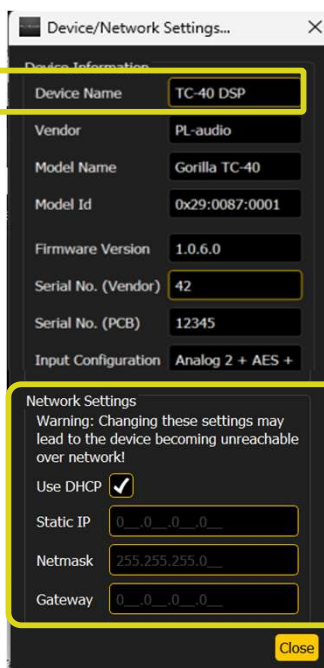 Device/Network Settings...
Device Information
Device Name TC-40 DSP
Vendor PL-audio
Model Name Gorilla TC-40
Model Id 0x29:0087:0001
Firmware Version 1.0.6.0
Serial No. (Vendor) 42
Serial No. (PCB) 12345
Input Configuration Analog 2 + AES +
Network Settings
Warning: Changing these settings may
lead to the device becoming unreachable
over network!
Use DHCP
Static IP 0__.0__.0__.0__
Netmask 255.255.255.0__
Gateway 0__.0__.0__.0__
Close